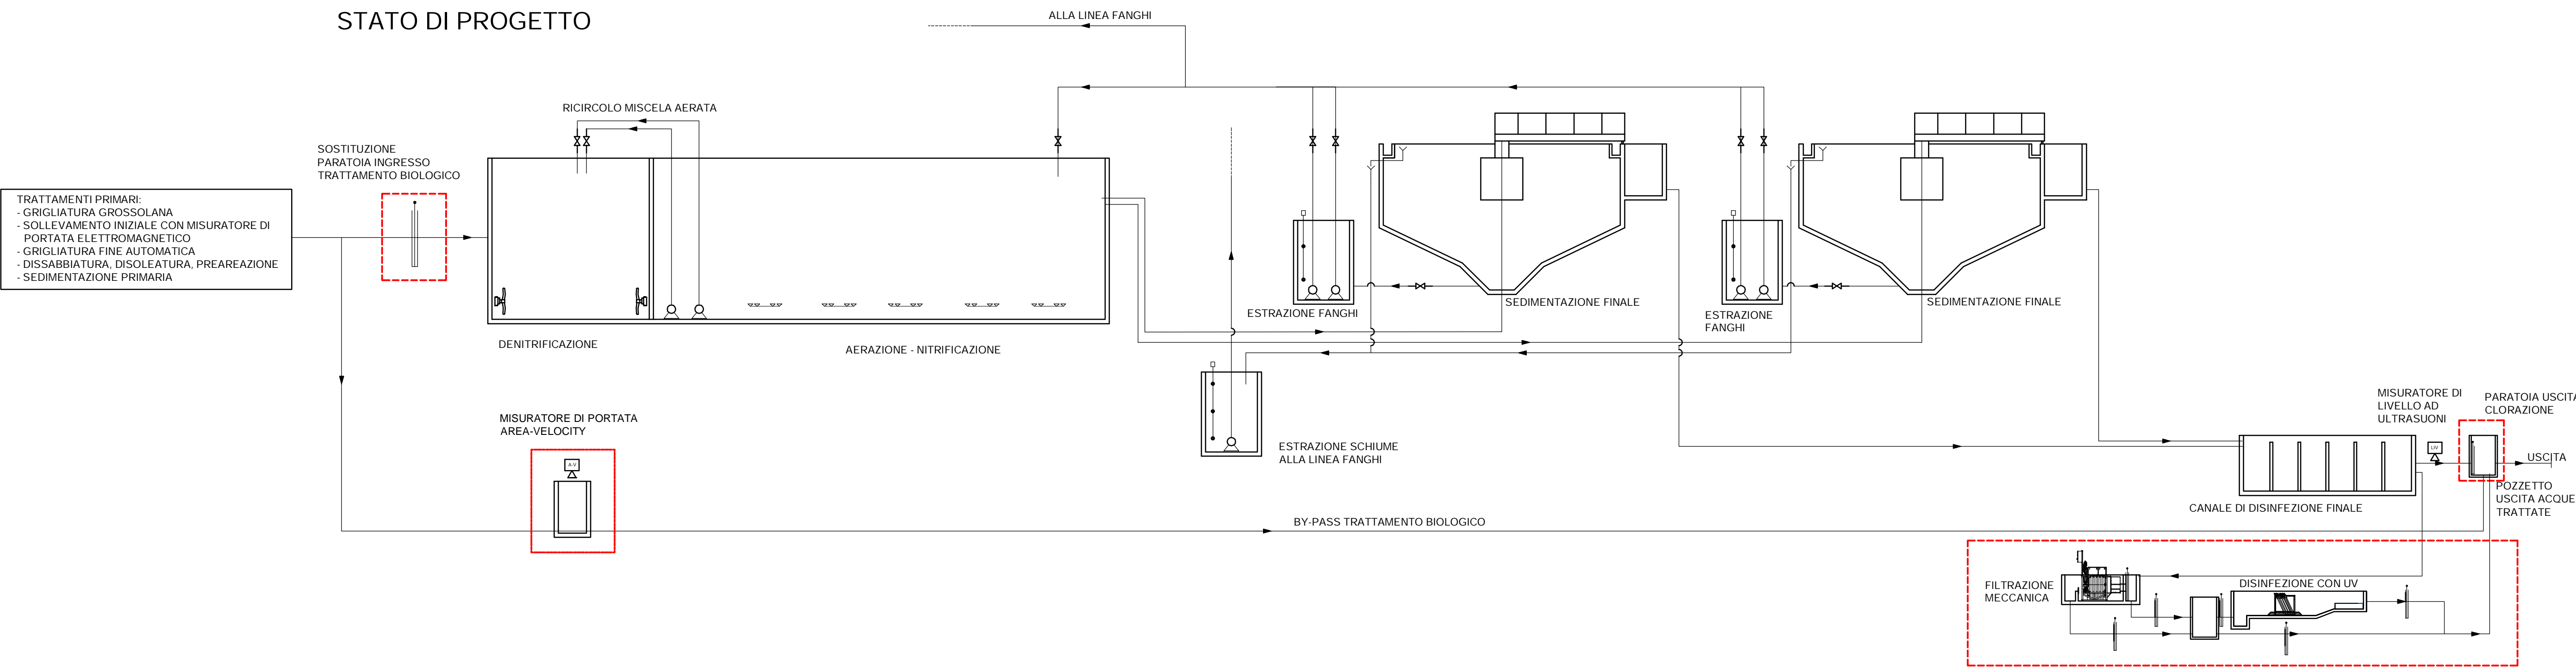 STATO DI PROGETTO
ALLA LINEA FANGHI
RICIRCOLO MISCELA AERATA
SOSTITUZIONE
PARATOIA INGRESSO
TRATTAMENTO BIOLOGICO
TRATTAMENTI PRIMARI:
- GRIGLIATURA GROSSOLANA
- SOLLEVAMENTO INIZIALE CON MISURATORE DI
PORTATA ELETTROMAGNETICO
- GRIGLIATURA FINE AUTOMATICA
- DISSABBIATURA, DISOLEATURA, PREAREAZIONE
- SEDIMENTAZIONE PRIMARIA
DENITRIFICAZIONE
AERAZIONE - NITRIFICAZIONE
ESTRAZIONE FANGHI
SEDIMENTAZIONE FINALE
ESTRAZIONE
FANGHI
SEDIMENTAZIONE FINALE
MISURATORE DI PORTATA
AREA-VELOCITY
A-V
ESTRAZIONE SCHIUME
ALLA LINEA FANGHI
MISURATORE DI
LIVELLO AD
ULTRASUONI
PARATOIA USCITA
CLORAZIONE
LIV
USCITA
POZZETTO
USCITA ACQUE
TRATTATE
CANALE DI DISINFEZIONE FINALE
BY-PASS TRATTAMENTO BIOLOGICO
FILTRAZIONE
MECCANICA
DISINFEZIONE CON UV